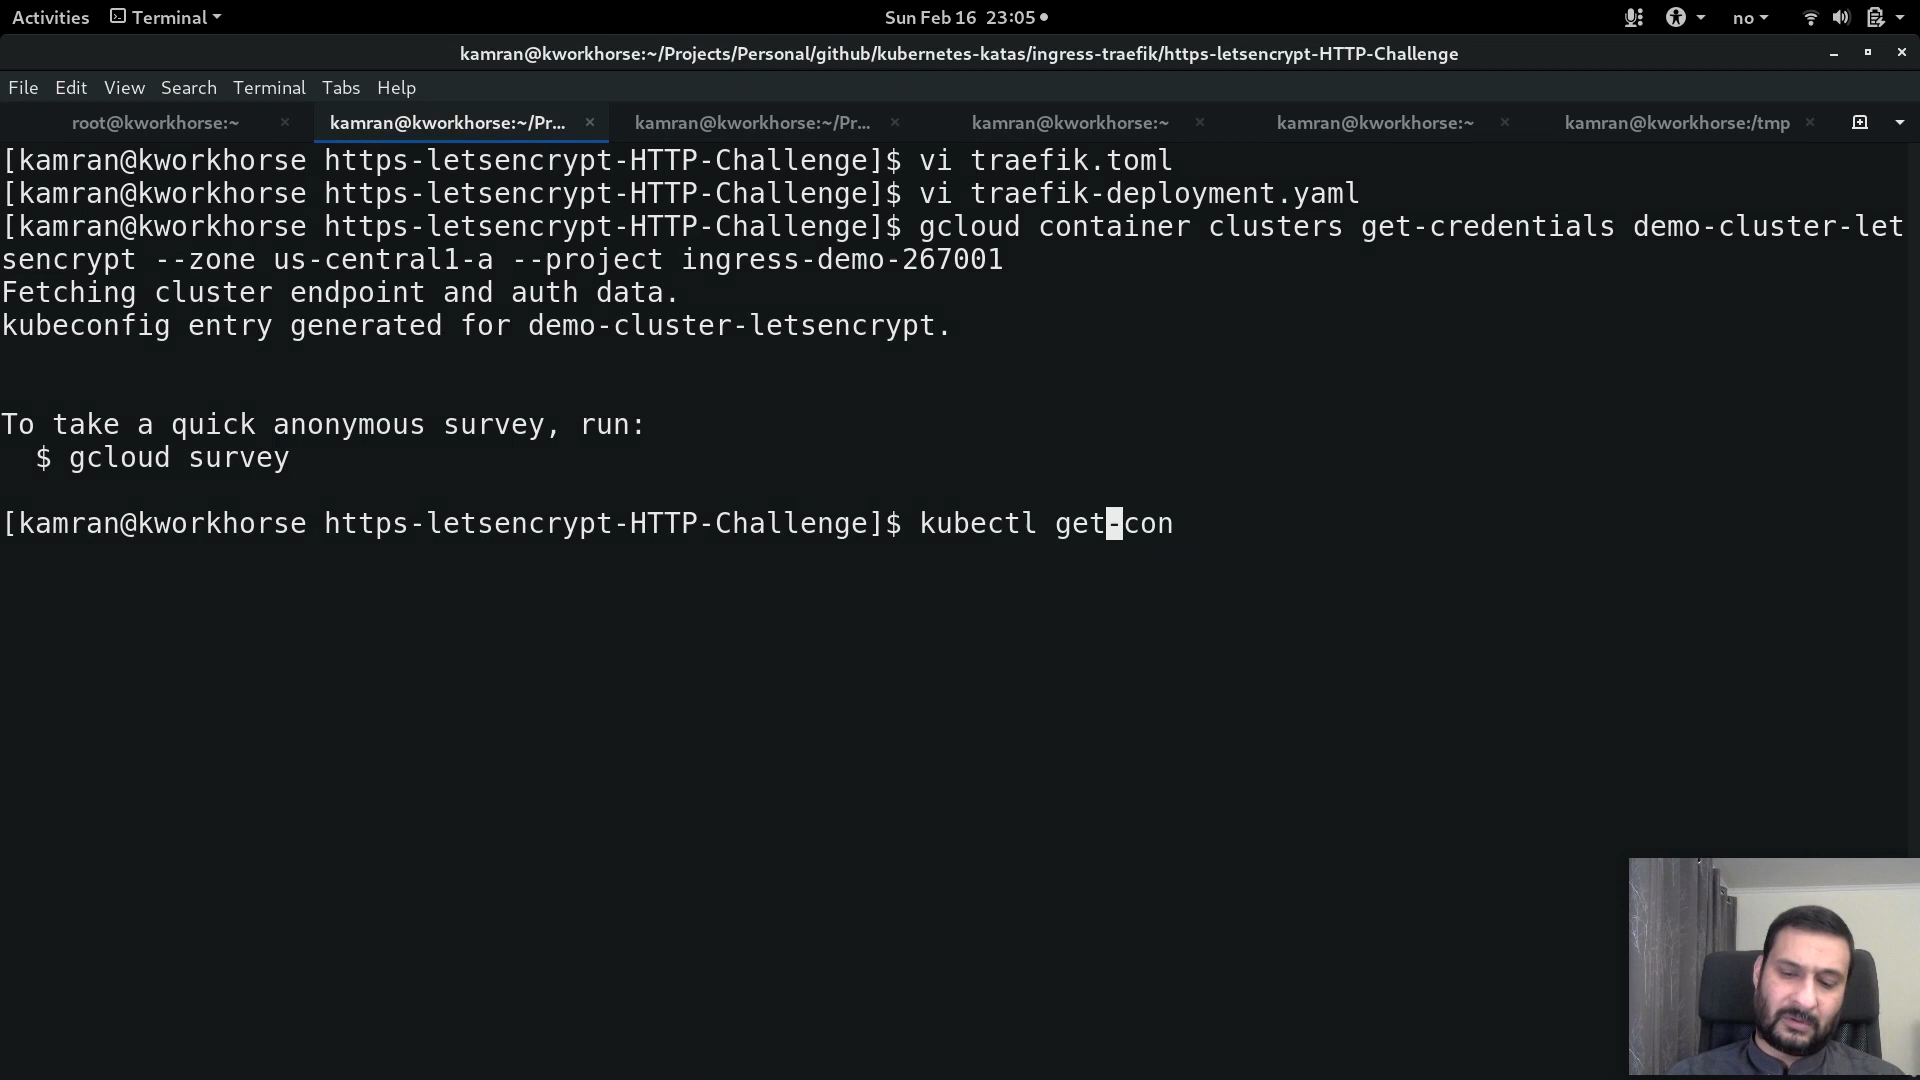 Activities Terminal Sun Feb 16 23:05 no
kamran@kworkhorse:~/Projects/Personal/github/kubernetes-katas/ingress-traefik/https-letsencrypt-HTTP-Challenge
File Edit View Search Terminal Tabs Help
root@kworkhorse:~ kamran@kworkhorse:~/Pr... kamran@kworkhorse:~/Pr... kamran@kworkhorse:~ kamran@kworkhorse:~ kamran@kworkhorse:/tmp
[kamran@kworkhorse https-letsencrypt-HTTP-Challenge]$ vi traefik.toml
[kamran@kworkhorse https-letsencrypt-HTTP-Challenge]$ vi traefik-deployment.yaml
[kamran@kworkhorse https-letsencrypt-HTTP-Challenge]$ gcloud container clusters get-credentials demo-cluster-let
sencrypt --zone us-central1-a --project ingress-demo-267001
Fetching cluster endpoint and auth data.
kubeconfig entry generated for demo-cluster-letsencrypt.
To take a quick anonymous survey, run:
$ gcloud survey
[kamran@kworkhorse https-letsencrypt-HTTP-Challenge]$ kubectl get-con